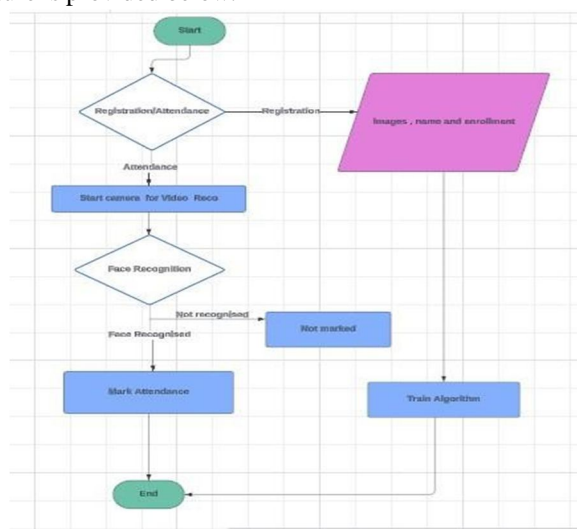 Start
Registration/Attendance
Registration
Images , name and enrollment
Attendance
Start camera for Video Reco
Face Recognition
Not recognised
Not marked
Face Recognised
Mark Attendance
Train Algorithm
End